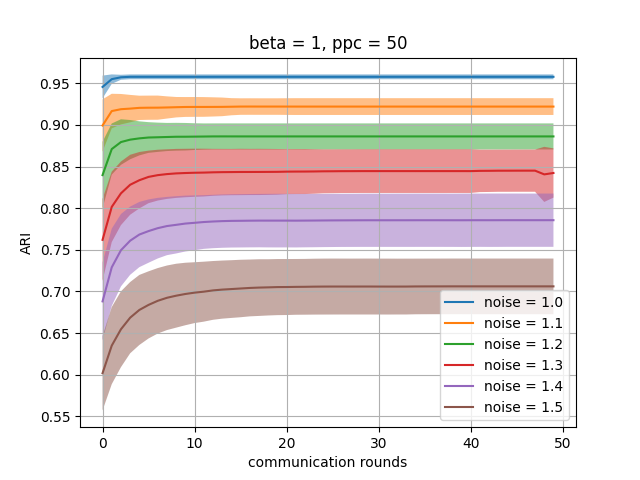 beta = 1, ppc = 50
ARI
0.95
0.90
0.85
0.80
0.75
0.70
0.65
0.60
0.55
0 10 20 30 40 50
communication rounds
noise = 1.0
noise = 1.1
noise = 1.2
noise = 1.3
noise = 1.4
noise = 1.5